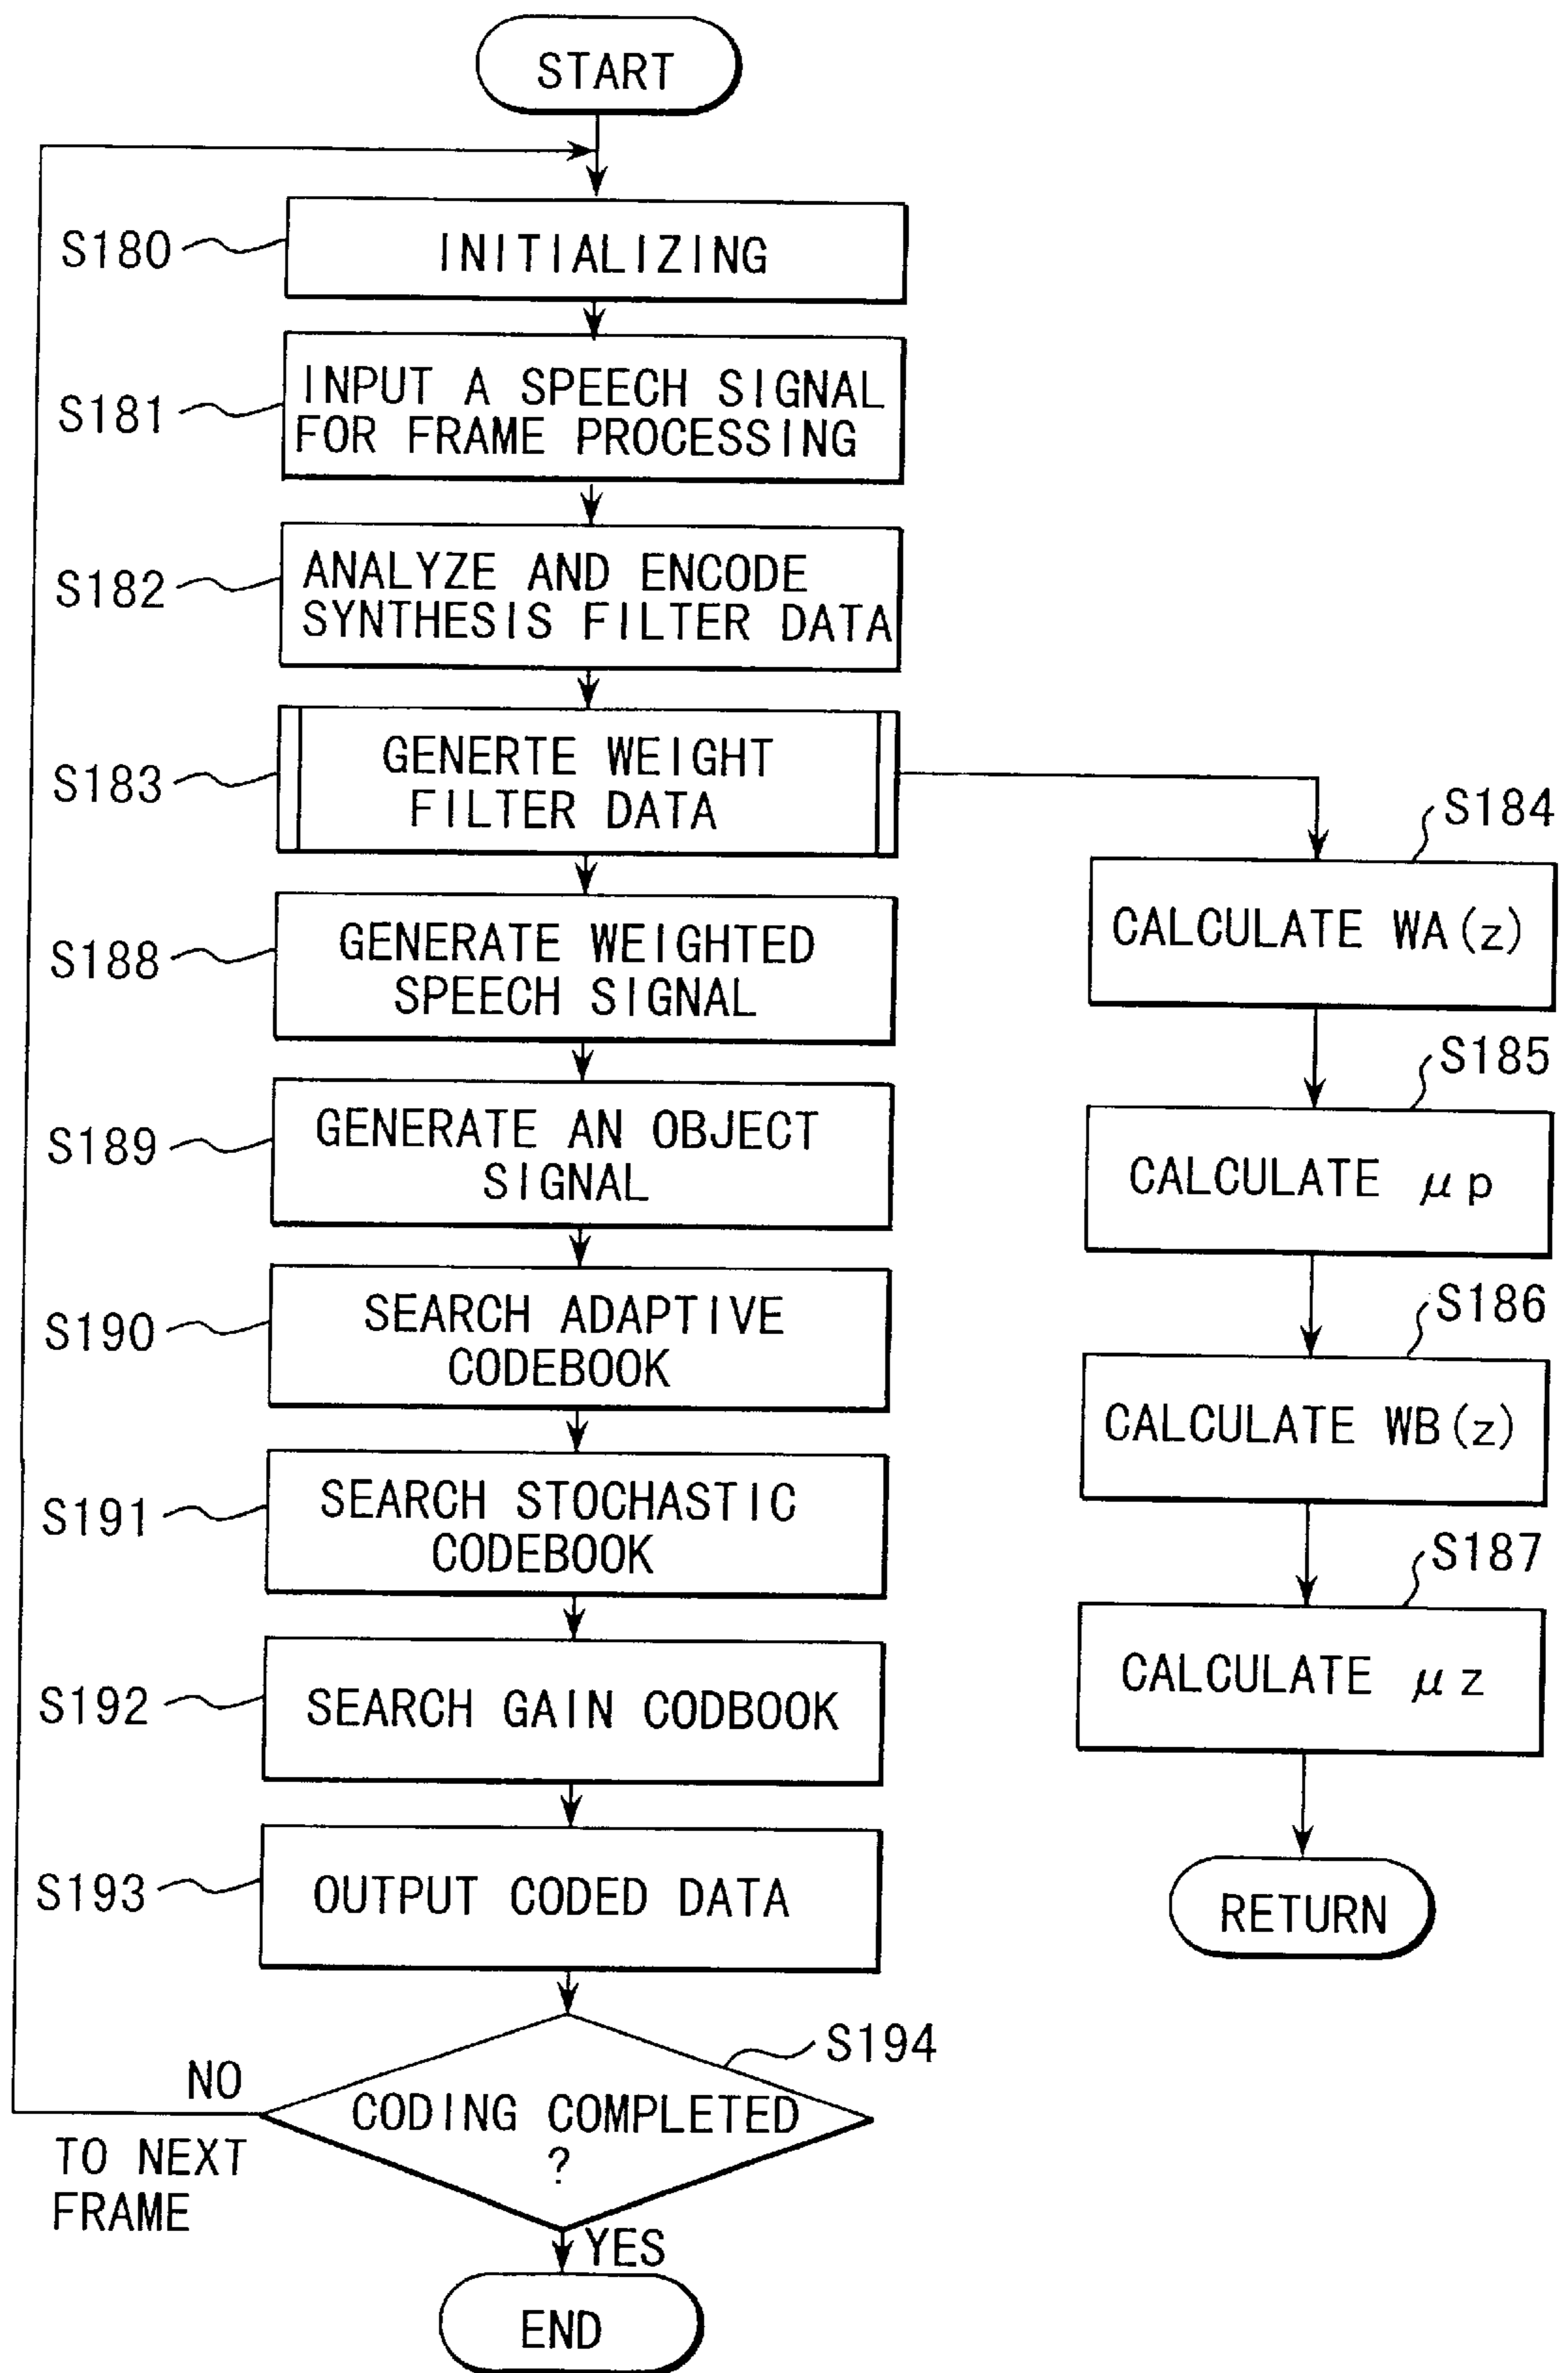 START
S180
INITIALIZING
S181
INPUT A SPEECH SIGNAL
FOR FRAME PROCESSING
S182
ANALYZE AND ENCODE
SYNTHESIS FILTER DATA
S183
GENERTE WEIGHT
FILTER DATA
S184
CALCULATE WA(z)
S185
CALCULATE μp
S186
CALCULATE WB(z)
S187
CALCULATE μz
RETURN
S188
GENERATE WEIGHTED
SPEECH SIGNAL
S189
GENERATE AN OBJECT
SIGNAL
S190
SEARCH ADAPTIVE
CODEBOOK
S191
SEARCH STOCHASTIC
CODEBOOK
S192
SEARCH GAIN CODBOOK
S193
OUTPUT CODED DATA
S194
CODING COMPLETED
?
NO
TO NEXT
FRAME
YES
END